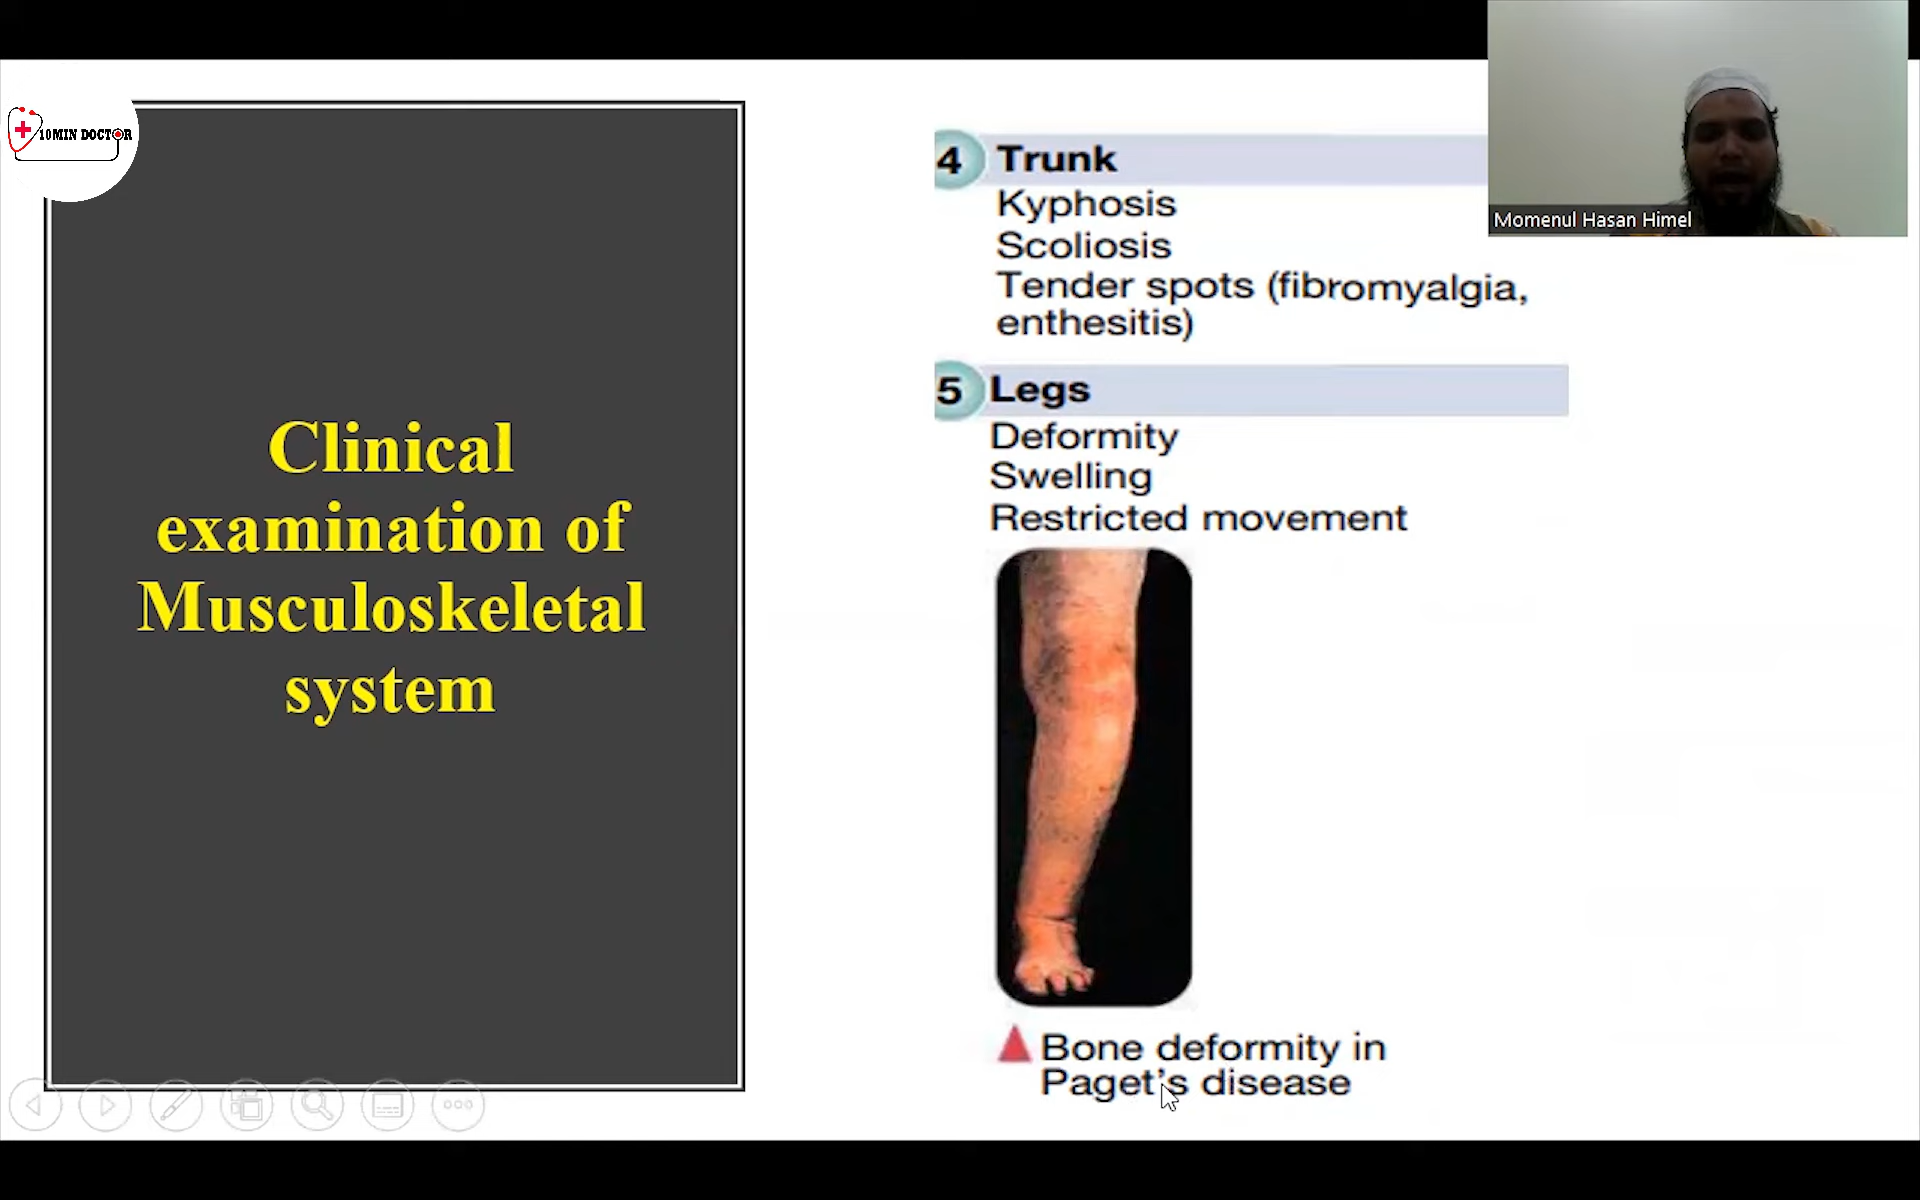 10MIN DOCTOR
Clinical
examination of
Musculoskeletal
system
4 Trunk
Kyphosis
Scoliosis
Tender spots (fibromyalgia,
enthesitis)
5 Legs
Deformity
Swelling
Restricted movement
Bone deformity in
Paget's disease
Momenul Hasan Himel